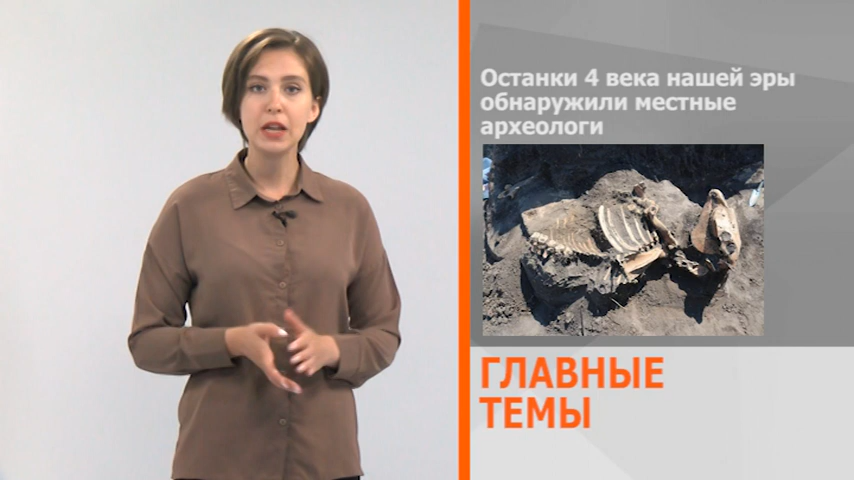 Останки 4 века нашей эры
обнаружили местные
археологи
ГЛАВНЫЕ
ТЕМЫ